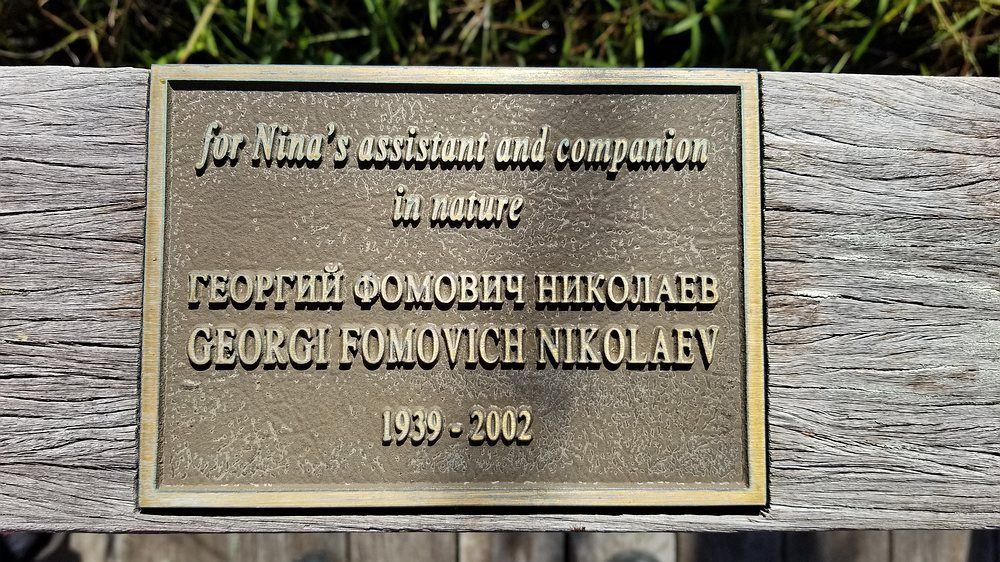 for Nina's assistant and companion
in nature
ГЕОРГИЙ ФОМОВИЧ НИКОЛАЕВ
GEORGI FOMOVICH NIKOLAEV
1939 - 2002